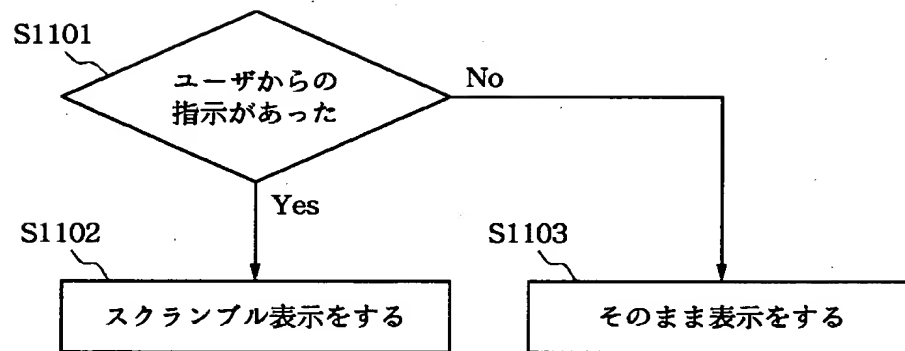 S1101
ユーザからの
指示があった
No
Yes
S1102
スクランブル表示をする
S1103
そのまま表示をする